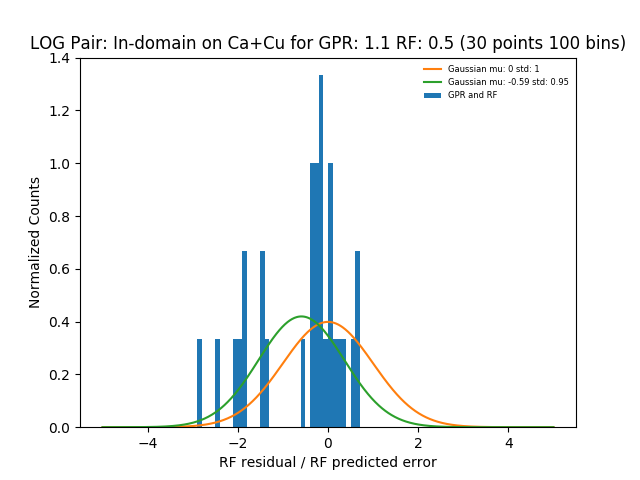 LOG Pair: In-domain on Ca+Cu for GPR: 1.1 RF: 0.5 (30 points 100 bins)
Gaussian mu: 0 std: 1
Gaussian mu: -0.59 std: 0.95
GPR and RF
1.4
1.2
1.0
0.8
0.6
0.4
0.2
0.0
Normalized Counts
−4 −2 0 2 4
RF residual / RF predicted error